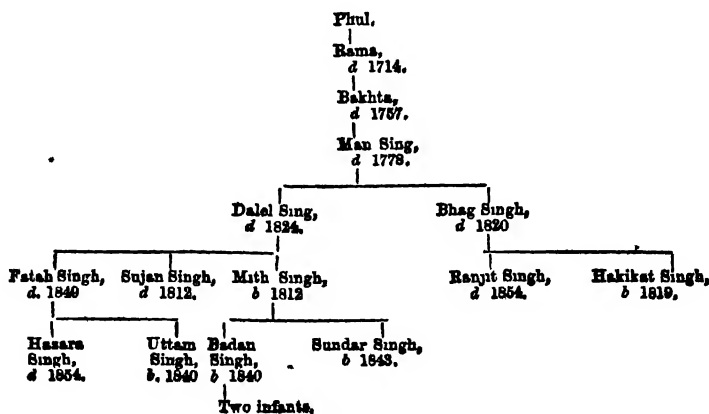 Phul.
Rama,
d 1714.
Bakhta,
d 1757.
Man Sing,
d 1778.
Dalel Sing,
d 1824.
Bhag Singh,
d 1820
Fatah Singh,
d. 1849
Sujan Singh,
d 1812.
Mith Singh,
b 1812
Ranjit Singh,
d 1854.
Hakikat Singh,
b 1819.
Hazara
Singh,
d 1854.
Uttam
Singh,
b. 1840
Badan
Singh,
b 1840
Sundar Singh,
b 1843.
Two infants.